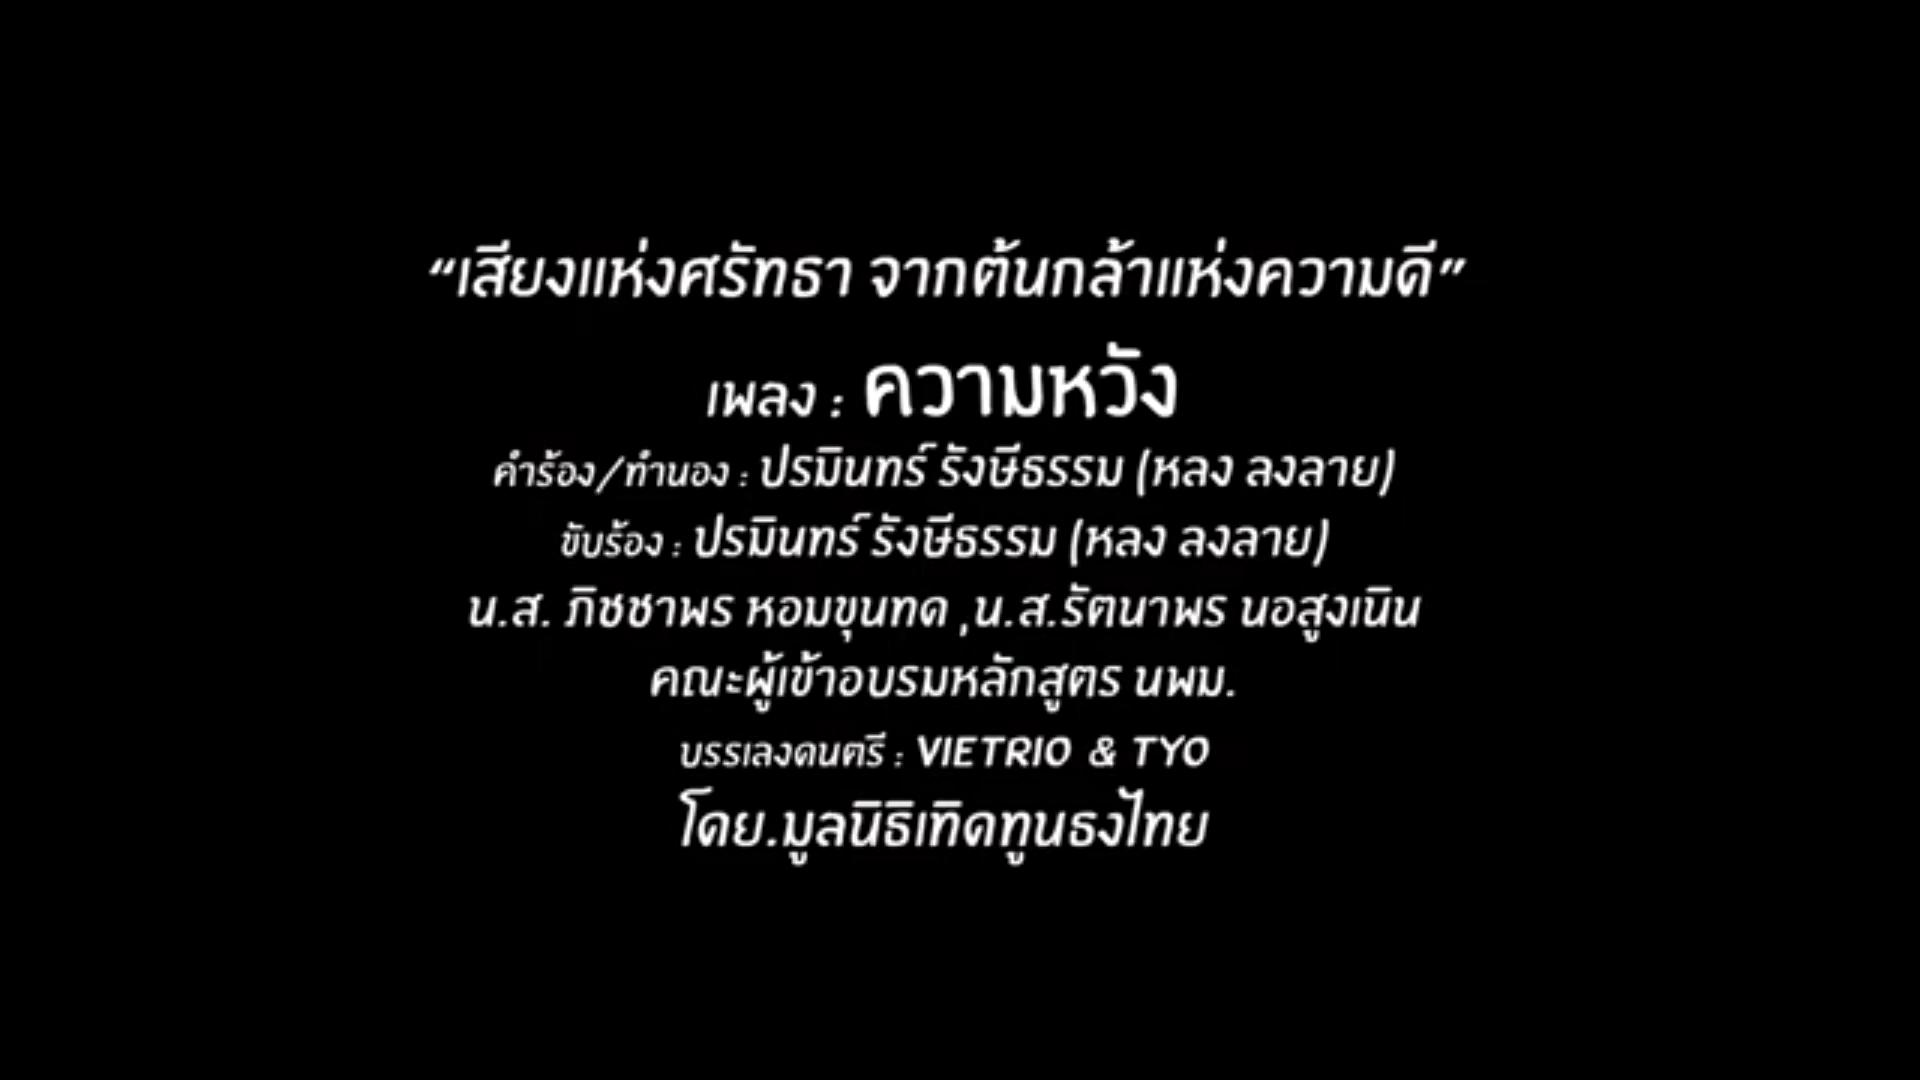 “เสียงแห่งศรัทธา จากต้นกล้าแห่งความดี”
เพลง : ความหวัง
คำร้อง/ทำนอง : ปรมินทร์ รังษีธรรม (หลง ลงลาย)
ขับร้อง : ปรมินทร์ รังษีธรรม (หลง ลงลาย)
น.ส. ภิชชาพร หอมขุนทด ,น.ส.รัตนาพร นอสูงเนิน
คณะผู้เข้าอบรมหลักสูตร นพม.
บรรเลงดนตรี : VIETRIO & TYO
โดย.มูลนิธิเทิดทูนธงไทย